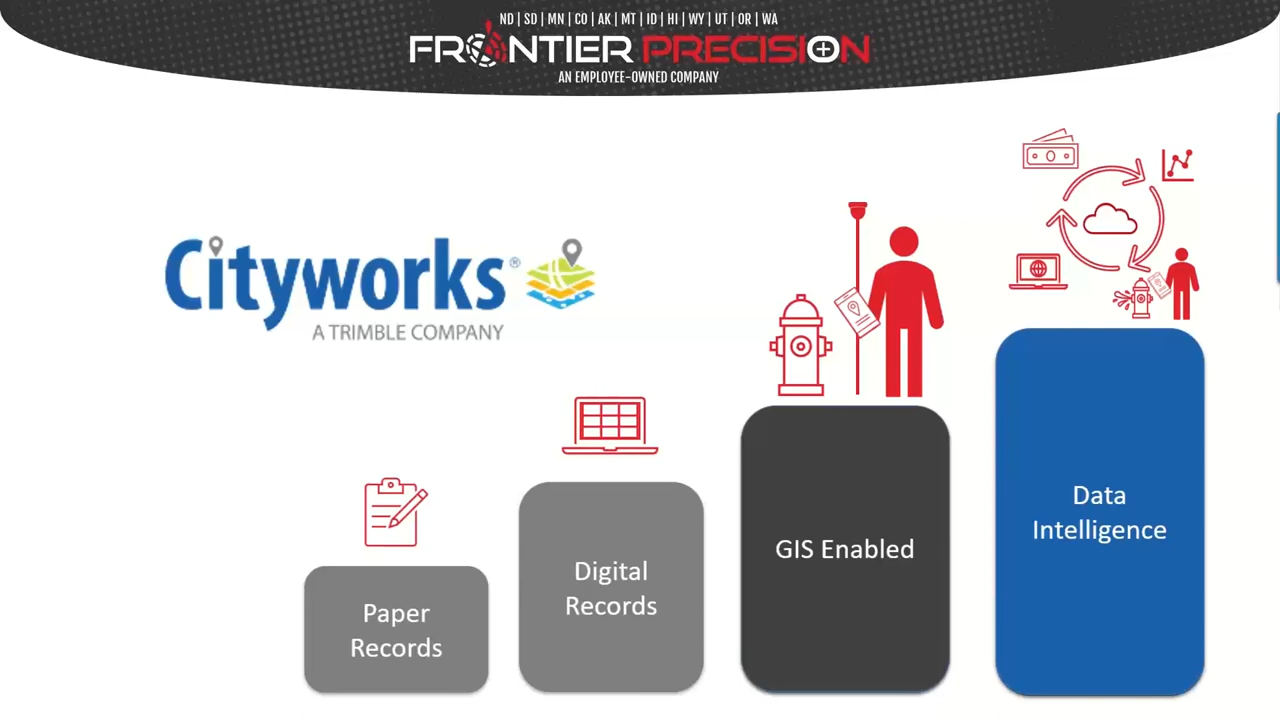 ND | SD | MN | CO | AK | MT | ID | HI | WY | UT | OR | WA
FRONTIER PRECISION
AN EMPLOYEE-OWNED COMPANY
Cityworks®
A TRIMBLE COMPANY
Paper
Records
Digital
Records
GIS Enabled
Data
Intelligence